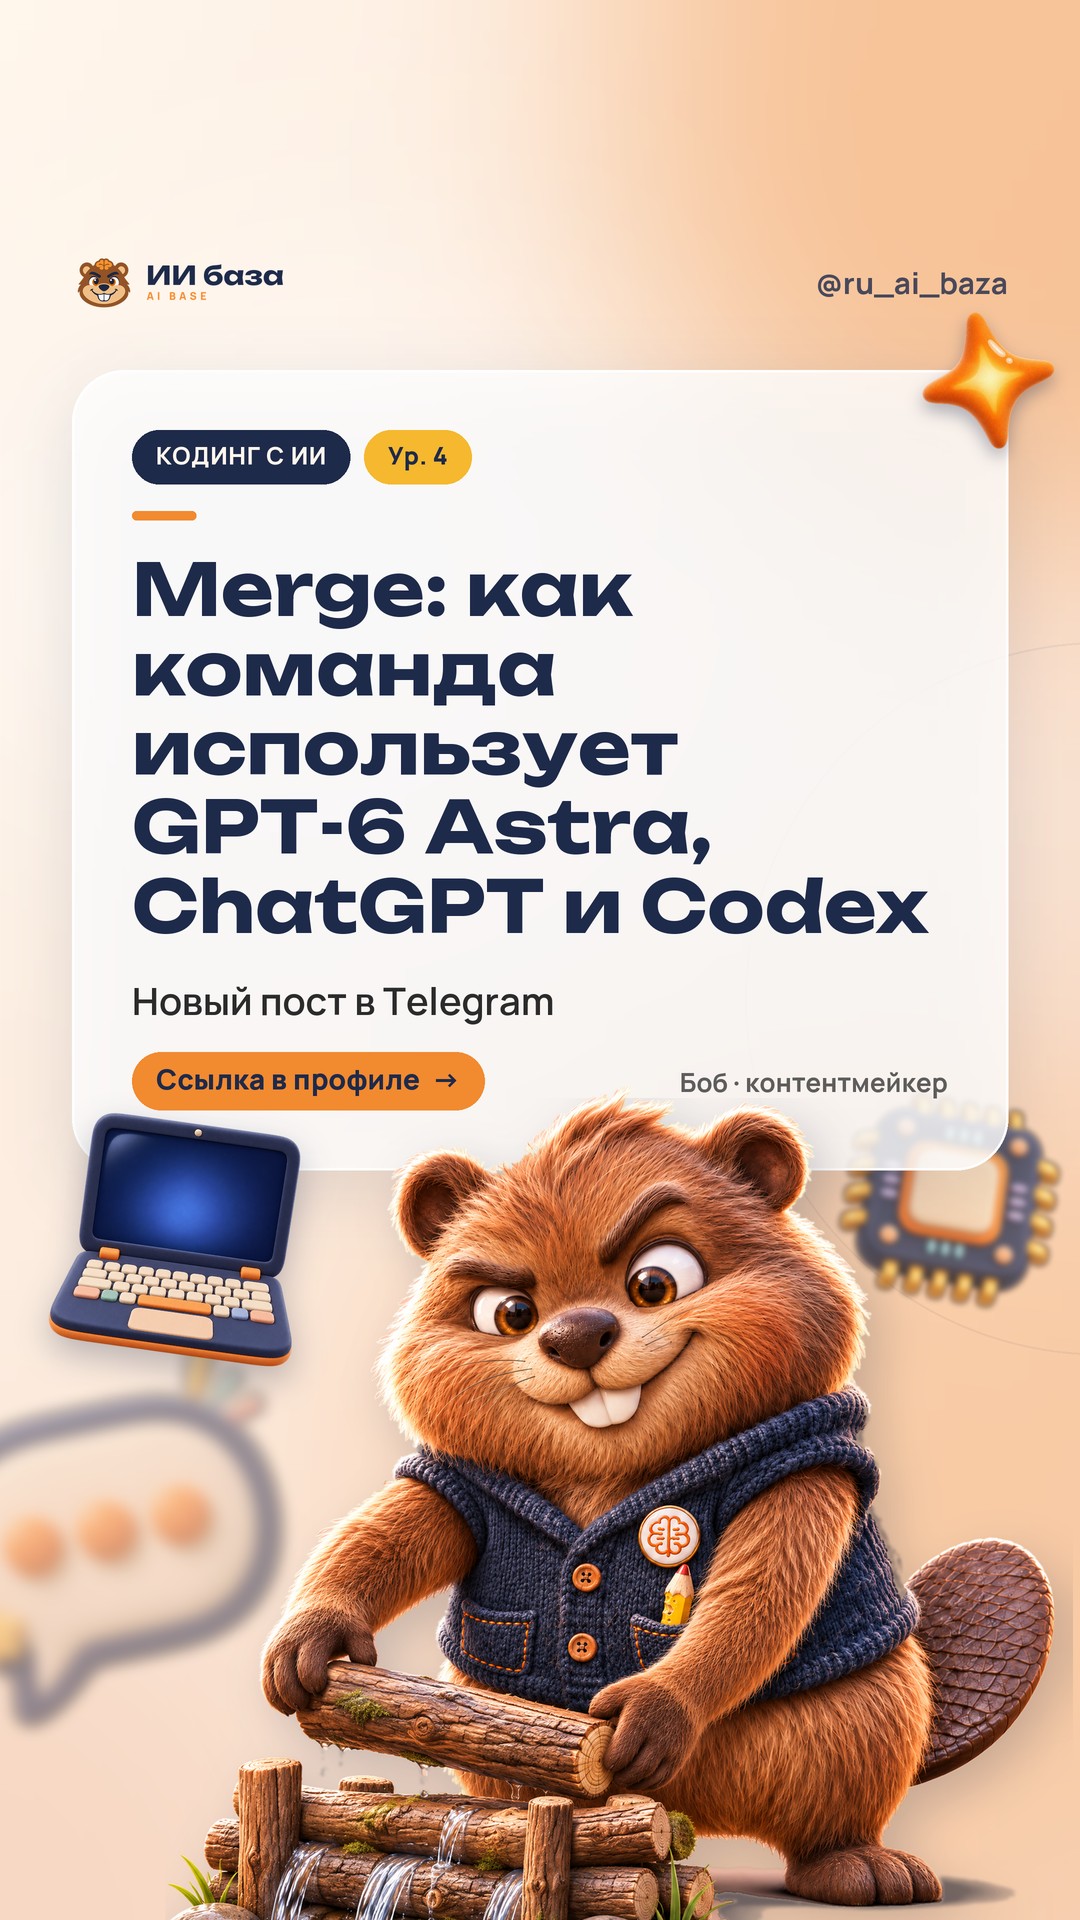 ИИ база
AI BASE
@ru_ai_baza
КОДИНГ С ИИ
Ур. 4
Merge: как
команда
использует
GPT-6 Astra,
ChatGPT и Codex
Новый пост в Telegram
Ссылка в профиле →
Боб · контентмейкер